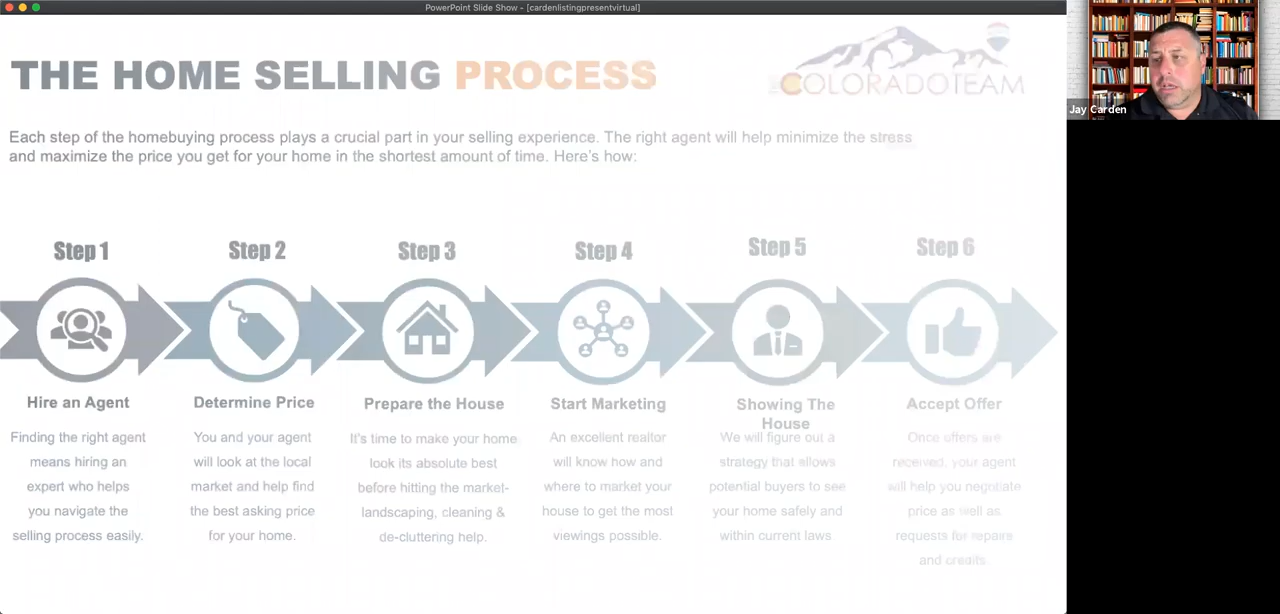 PowerPoint Slide Show - [cardenlistingpresentvirtual]
THE HOME SELLING PROCESS
COLORADOTEAM
Jay Carden
Each step of the homebuying process plays a crucial part in your selling experience. The right agent will help minimize the stress
and maximize the price you get for your home in the shortest amount of time. Here's how:
Step 1
Hire an Agent
Finding the right agent
means hiring an
expert who helps
you navigate the
selling process easily.
Step 2
Determine Price
You and your agent
will look at the local
market and help find
the best asking price
for your home.
Step 3
Prepare the House
It's time to make your home
look its absolute best
before hitting the market-
landscaping, cleaning &
de-cluttering help.
Step 4
Start Marketing
An excellent realtor
will know how and
where to market your
house to get the most
viewings possible.
Step 5
Showing The
House
We will figure out a
strategy that allows
potential buyers to see
your home safely and
within current laws
Step 6
Accept Offer
Once offers are
received, your agent
will help you negotiate
price as well as
requests for repairs
and credits.